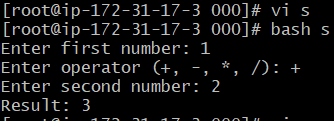 [root@ip-172-31-17-3 000]# vi s
[root@ip-172-31-17-3 000]# bash s
Enter first number: 1
Enter operator (+, -, *, /): +
Enter second number: 2
Result: 3